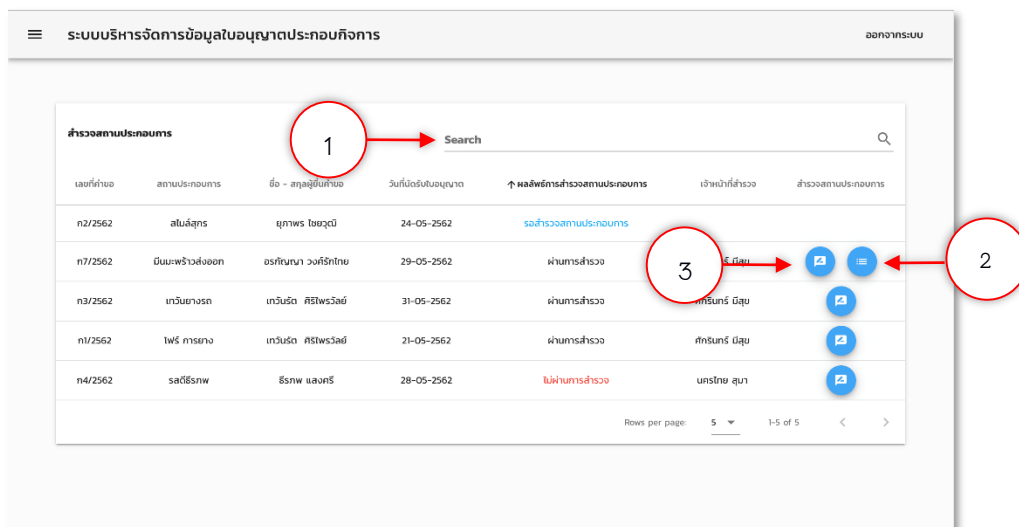 ระบบบริหารจัดการข้อมูลใบอนุญาตประกอบกิจการ ออกจากระบบ
สำรวจสถานประกอบการ 1 Search
เลขที่คำขอ สถานประกอบการ ชื่อ - สกุลผู้ยื่นคำขอ วันที่นัดรับใบอนุญาต ↑ ผลลัพธ์การสำรวจสถานประกอบการ เจ้าหน้าที่สำรวจ สำรวจสถานประกอบการ
ก2/2562 สไมล์สุกร ยุภาพร ไชยวุฒิ 24-05-2562 รอสำรวจสถานประกอบการ
ก7/2562 มีนมะพร้าวส่งออก อรกัญญา วงศ์รักไทย 29-05-2562 ผ่านการสำรวจ มีสุข
3 2
ก3/2562 เทวันยางรถ เทวันรัต ศิริไพรวัลย์ 31-05-2562 ผ่านการสำรวจ ศักรินทร์ มีสุข
ก1/2562 โฟร์ การยาง เทวันรัต ศิริไพรวัลย์ 21-05-2562 ผ่านการสำรวจ ศักรินทร์ มีสุข
ก4/2562 รสดีธีรภพ ธีรภพ แสงศรี 28-05-2562 ไม่ผ่านการสำรวจ นครไทย สุมา
Rows per page: 5 1-5 of 5